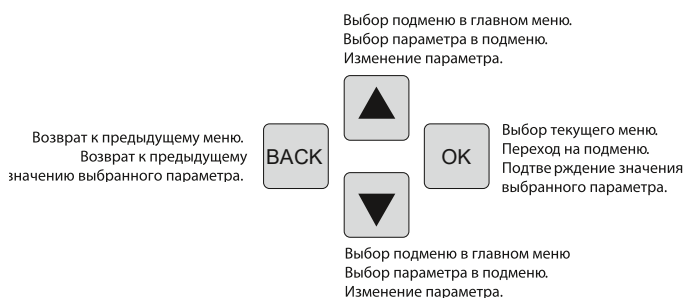 Выбор подменю в главном меню.
Выбор параметра в подменю.
Изменение параметра.
Возврат к предыдущему меню.
Возврат к предыдущему
значению выбранного параметра.
BACK
OK
Выбор текущего меню.
Переход на подменю.
Подтве рждение значения
выбранного параметра.
Выбор подменю в главном меню
Выбор параметра в подменю.
Изменение параметра.